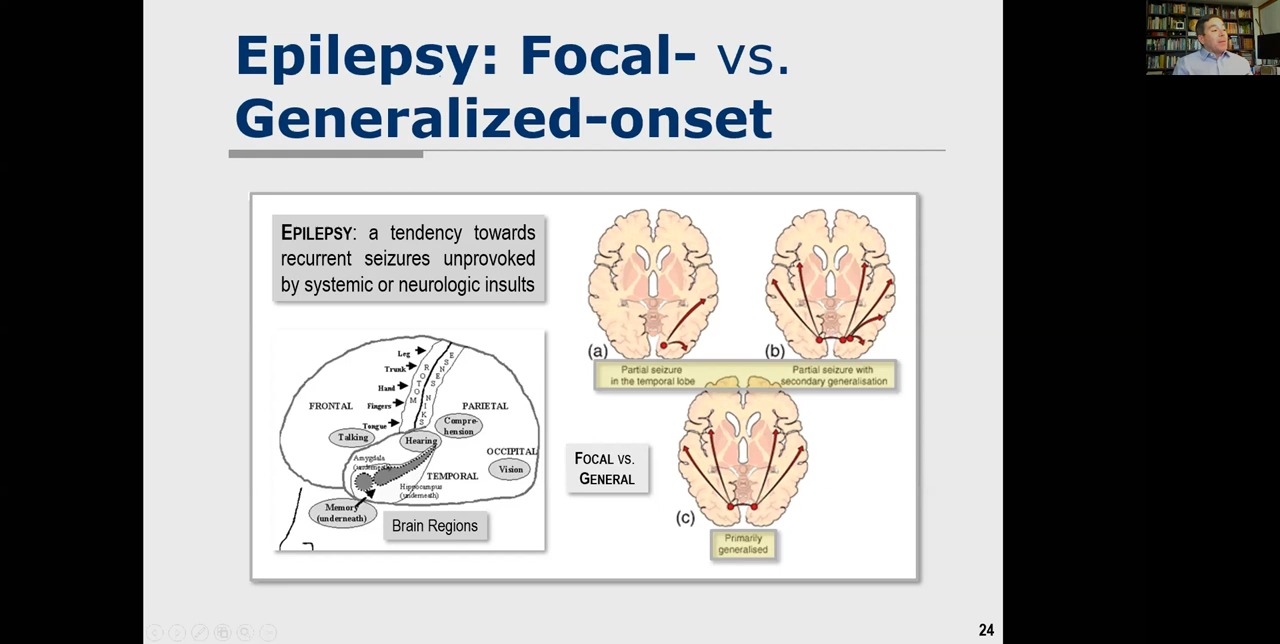 Epilepsy: Focal- vs.
Generalized-onset
EPILEPSY: a tendency towards
recurrent seizures unprovoked
by systemic or neurologic insults
Leg
Trunk
Hand
Fingers
Tongue
MOTOR
SKIN SENSE
FRONTAL
PARIETAL
Talking
Hearing
Compre-
hension
OCCIPITAL
Vision
Amygdala
(underneath)
TEMPORAL
Hippocampus
(underneath)
Memory
(underneath)
Brain Regions
(a)
Partial seizure
in the temporal lobe
(b)
Partial seizure with
secondary generalisation
FOCAL VS.
GENERAL
(c)
Primarily
generalised
24